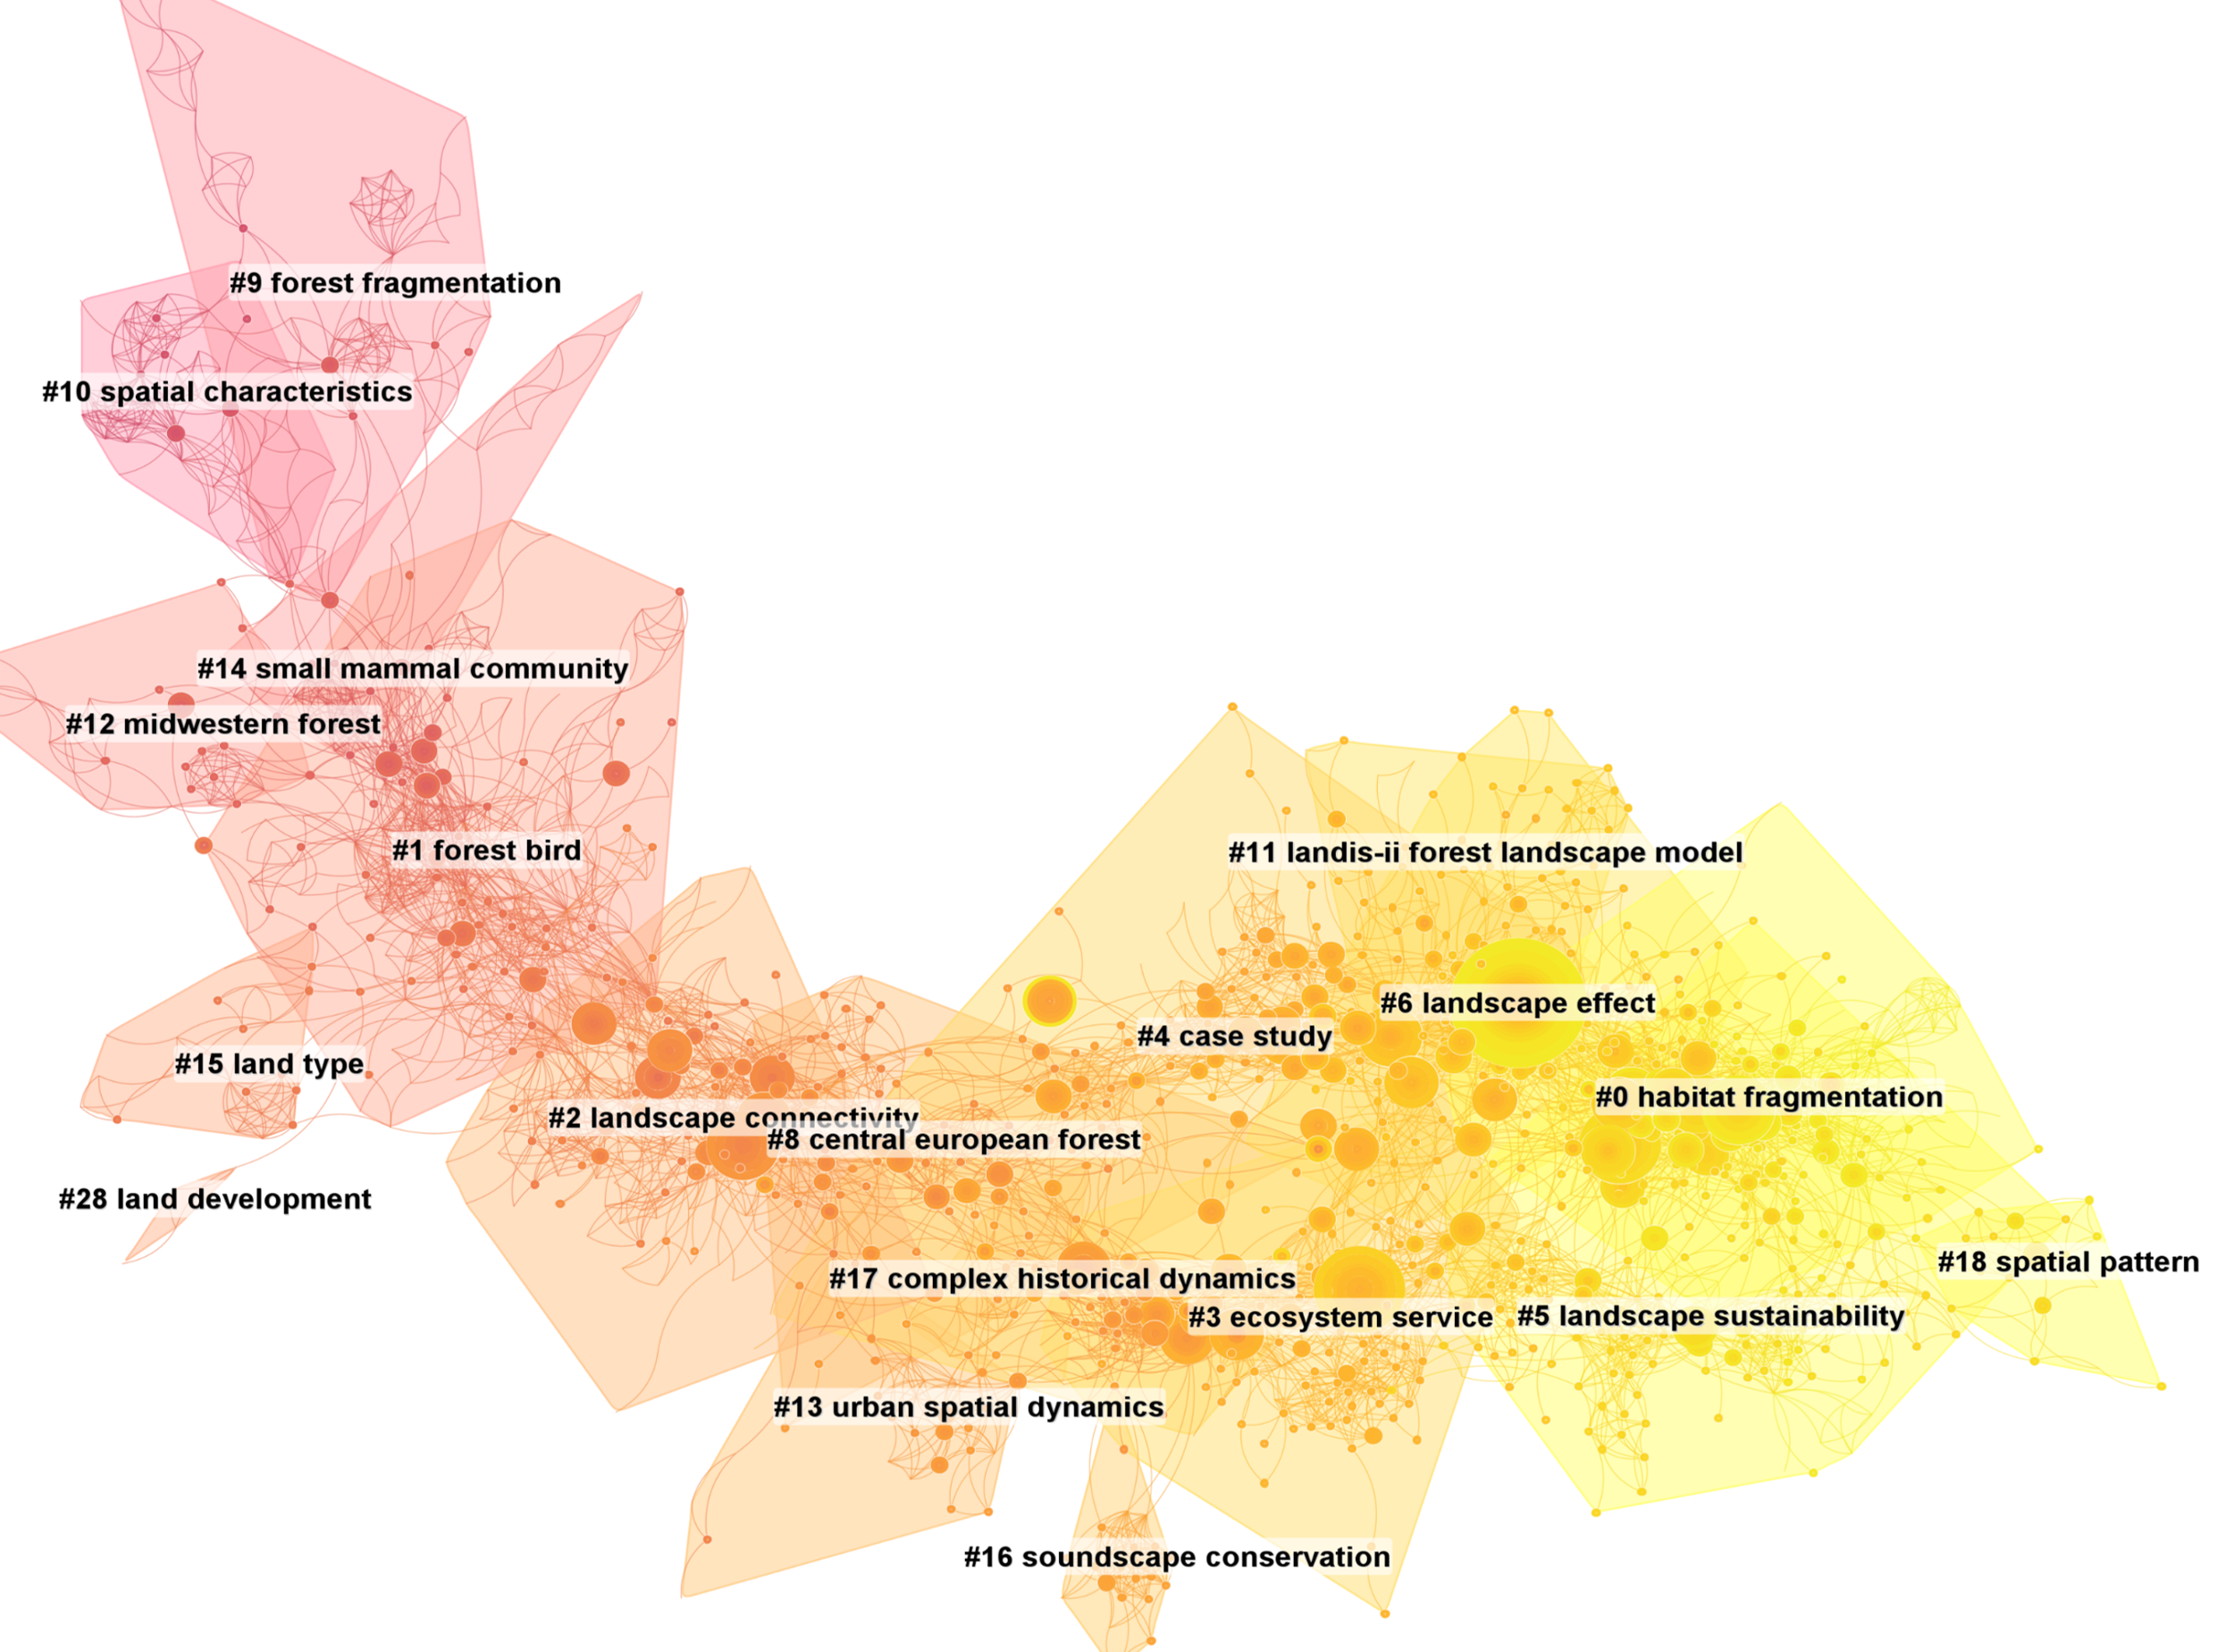 #9 forest fragmentation
#10 spatial characteristics
#14 small mammal community
#12 midwestern forest
#1 forest bird
#11 landis-ii forest landscape model
#6 landscape effect
#4 case study
#15 land type
#0 habitat fragmentation
#2 landscape connectivity
#8 central european forest
#28 land development
#18 spatial pattern
#17 complex historical dynamics
#3 ecosystem service
#5 landscape sustainability
#13 urban spatial dynamics
#16 soundscape conservation